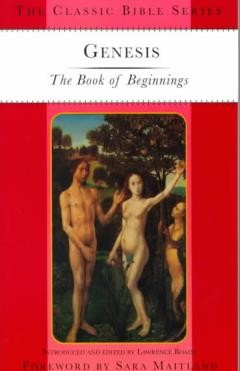 THE CLASSIC BIBLE SERIES
GENESIS
The Book of Beginnings
INTRODUCED AND EDITED BY LAWRENCE BOADT
FOREWORD BY SARA MAITLAND